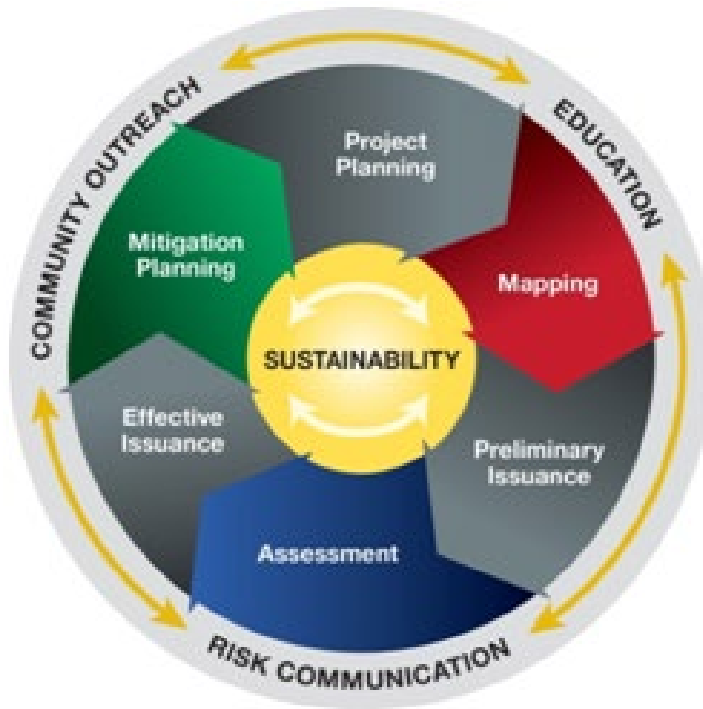 COMMUNITY OUTREACH
EDUCATION
Project
Planning
Mitigation
Planning
Mapping
SUSTAINABILITY
Effective
Issuance
Preliminary
Issuance
Assessment
RISK COMMUNICATION